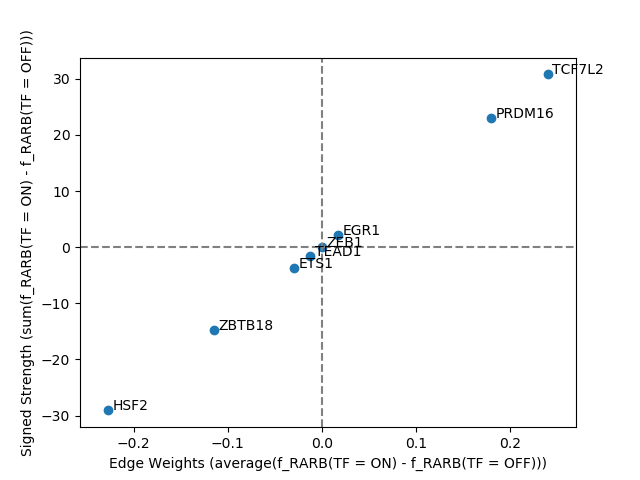 Signed Strength (sum(f_RARB(TF = ON) - f_RARB(TF = OFF)))
30
20
10
0
−10
−20
−30
TCF7L2
PRDM16
EGR1
ZEB1
TEAD1
ETS1
ZBTB18
HSF2
−0.2
−0.1
0.0
0.1
0.2
Edge Weights (average(f_RARB(TF = ON) - f_RARB(TF = OFF)))